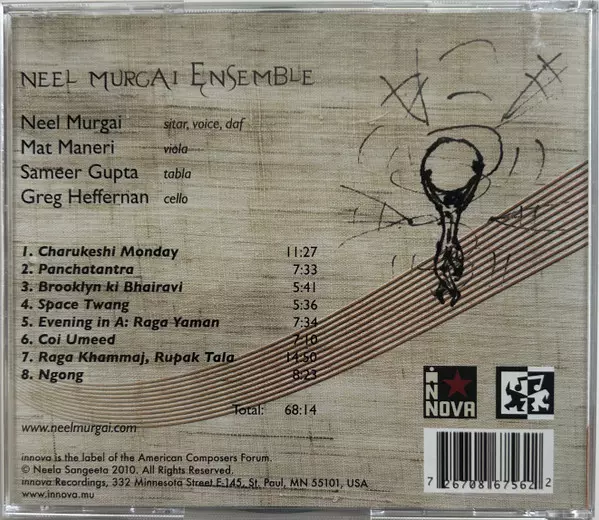 NEEL MURGAI ENSEMBLE
Neel Murgai sitar, voice, daf
Mat Maneri viola
Sameer Gupta tabla
Greg Heffernan cello
1. Charukeshi Monday 11:27
2. Panchatantra 7:33
3. Brooklyn ki Bhairavi 5:41
4. Space Twang 5:36
5. Evening in A: Raga Yaman 7:34
6. Coi Umeed 7:10
7. Raga Khammaj, Rupak Tala 14:50
8. Ngong 8:23
Total: 68:14
www.neelmurgai.com
innova is the label of the American Composers Forum.
© Neela Sangeeta 2010. All Rights Reserved.
innova Recordings, 332 Minnesota Street E-145, St. Paul, MN 55101, USA
www.innova.mu
INNOVA
7 26708 67562 2